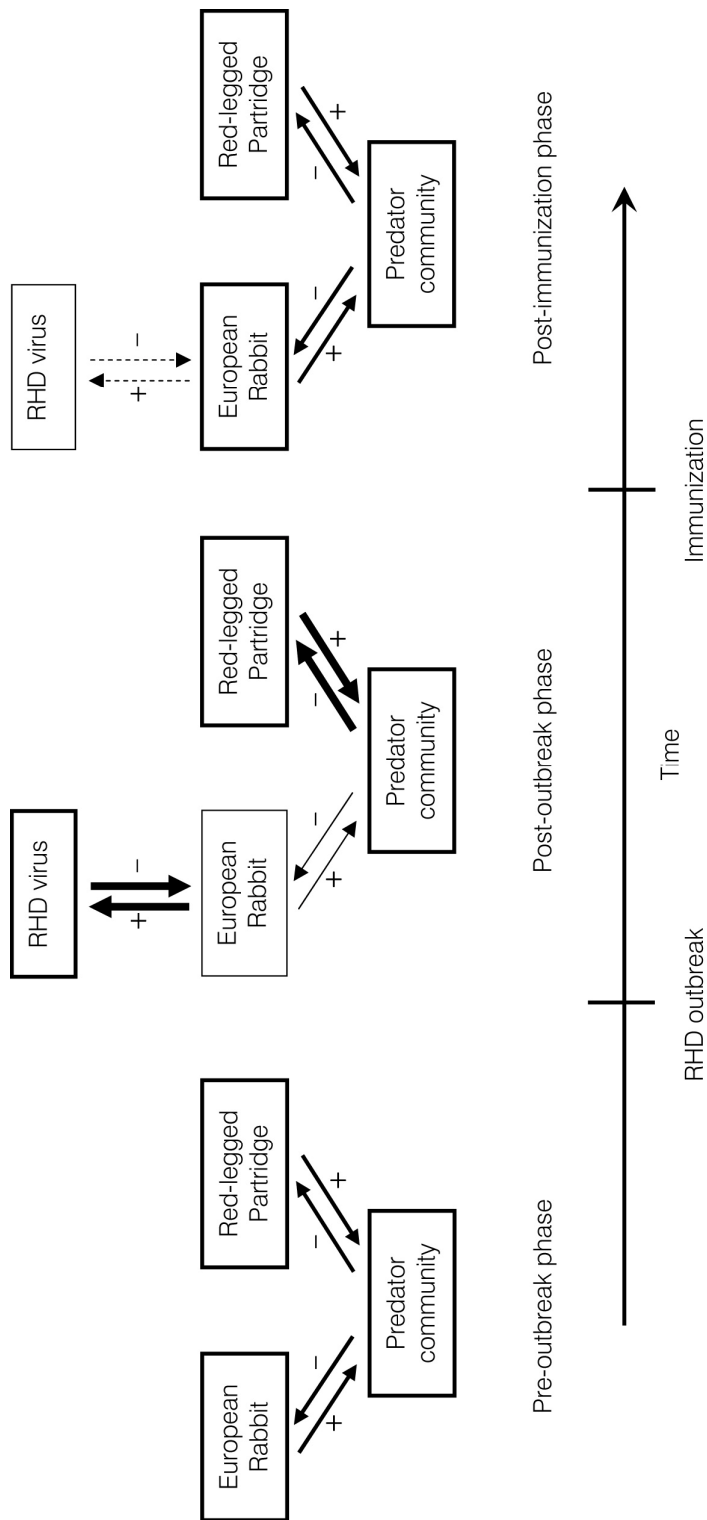 European
Rabbit
−
+
Red-legged
Partridge
−
+
Predator
community
Pre-outbreak phase
RHD virus
+
−
European
Rabbit
−
+
Red-legged
Partridge
−
+
Predator
community
Post-outbreak phase
RHD virus
+
−
European
Rabbit
−
+
Red-legged
Partridge
−
+
Predator
community
Post-immunization phase
RHD outbreak
Time
Immunization